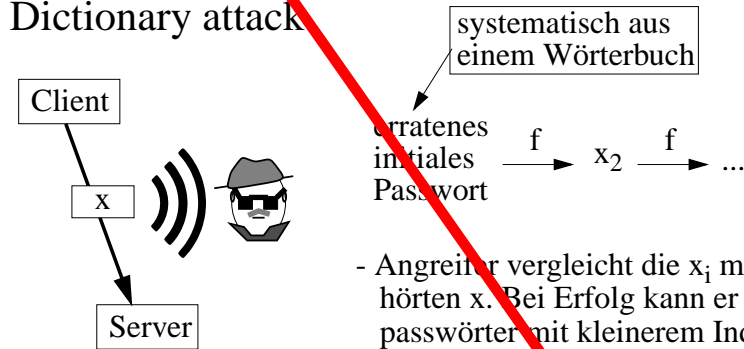 Dictionary attack
systematisch aus
einem Wörterbuch
Client
erratenes
initiales
Passwort
f
x2
f
...
x
- Angreifer vergleicht die xi m
hörten x. Bei Erfolg kann er
passwörter mit kleinerem Ind
Server